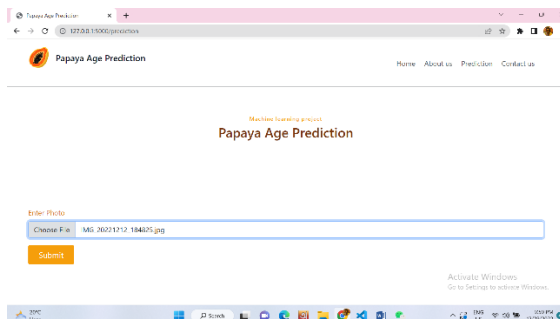 Papaya Age Prediction
127.0.0.1:5000/prediction
Papaya Age Prediction
Home About us Prediction Contact us
Machine learning project
Papaya Age Prediction
Enter Photo
Choose File IMG_20221212_184825.jpg
Submit
Activate Windows
Go to Settings to activate Windows.
Search
ENG